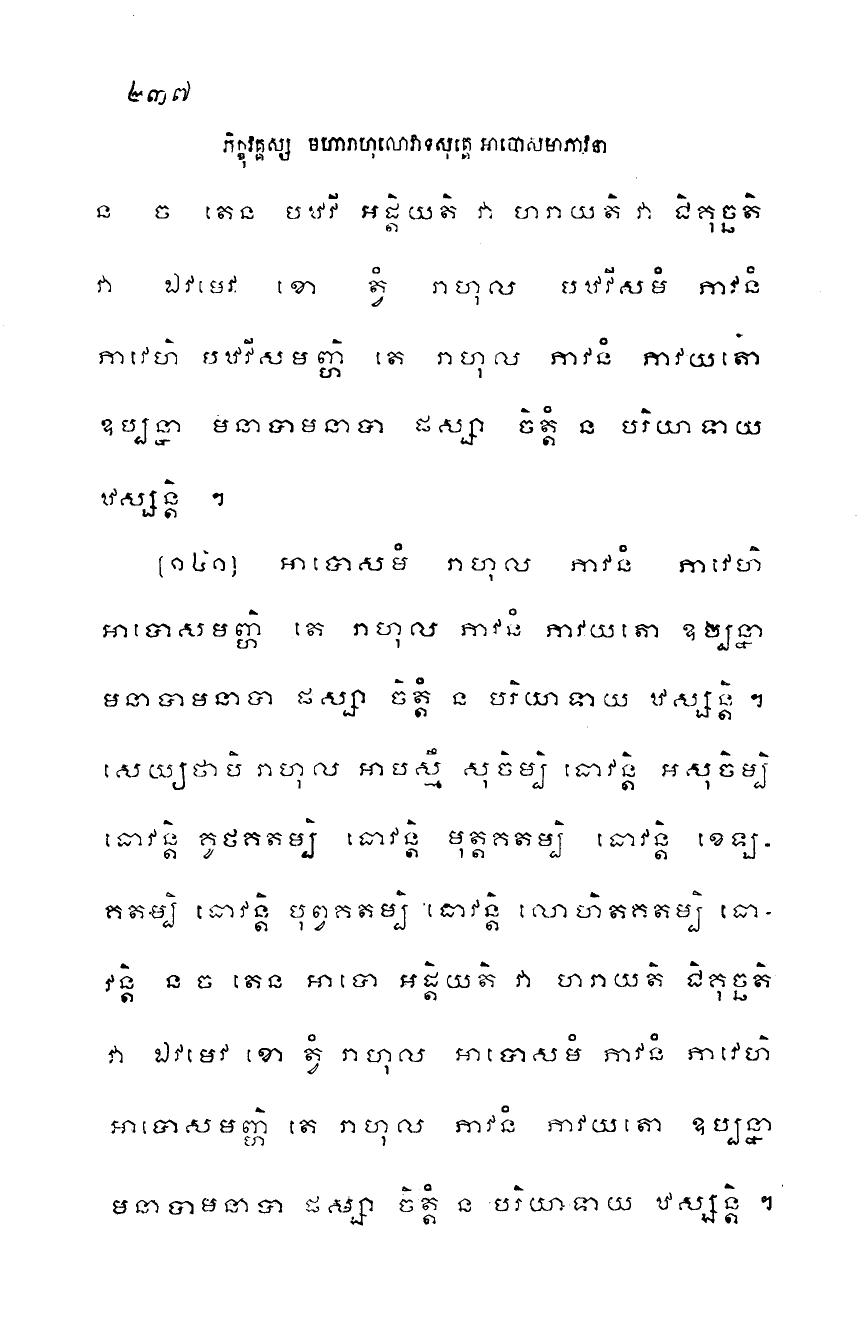 ២៣៧
ភិក្ខុវគ្គស្ស មហារាហុលោវាទសុត្តេ អាបោសមាភាវនា
ន ច តេន បឋវី អដ្ដិយតិ វា ហរាយតិ វា ជិគុច្ឆតិ
វា ឯវមេវ ខោ ត្វំ រាហុល បឋវីសមំ ភាវនំ
ភាវេហិ បឋវីសមញ្ហិ តេ រាហុល ភាវនំ ភាវយតោ
ឧប្បន្នា មនាបាមនាបា ផស្សា ចិត្តំ ន បរិយាទាយ
ឋស្សន្តិ ។
[១៤១] អាបោសមំ រាហុល ភាវនំ ភាវេហិ
អាបោសមញ្ហិ តេ រាហុល ភាវនំ ភាវយតោ ឧប្បន្នា
មនាបាមនាបា ផស្សា ចិត្តំ ន បរិយាទាយ ឋស្សន្តិ ។
សេយ្យថាបិ រាហុល អាបស្មឹ សុចិម្បិ ធោវន្តិ អសុចិម្បិ
ធោវន្តិ គូថកតម្បិ ធោវន្តិ មុត្តកតម្បិ ធោវន្តិ ខេឡ-
កតម្បិ ធោវន្តិ បុព្វកតម្បិ ធោវន្តិ លោហិតកតម្បិ ធោ-
វន្តិ ន ច តេន អាបោ អដ្ដិយតិ វា ហរាយតិ ជិគុច្ឆតិ
វា ឯវមេវ ខោ ត្វំ រាហុល អាបោសមំ ភាវនំ ភាវេហិ
អាបោសមញ្ហិ តេ រាហុល ភាវនំ ភាវយតោ ឧប្បន្នា
មនាបាមនាបា ផស្សា ចិត្តំ ន បរិយាទាយ ឋស្សន្តិ ។